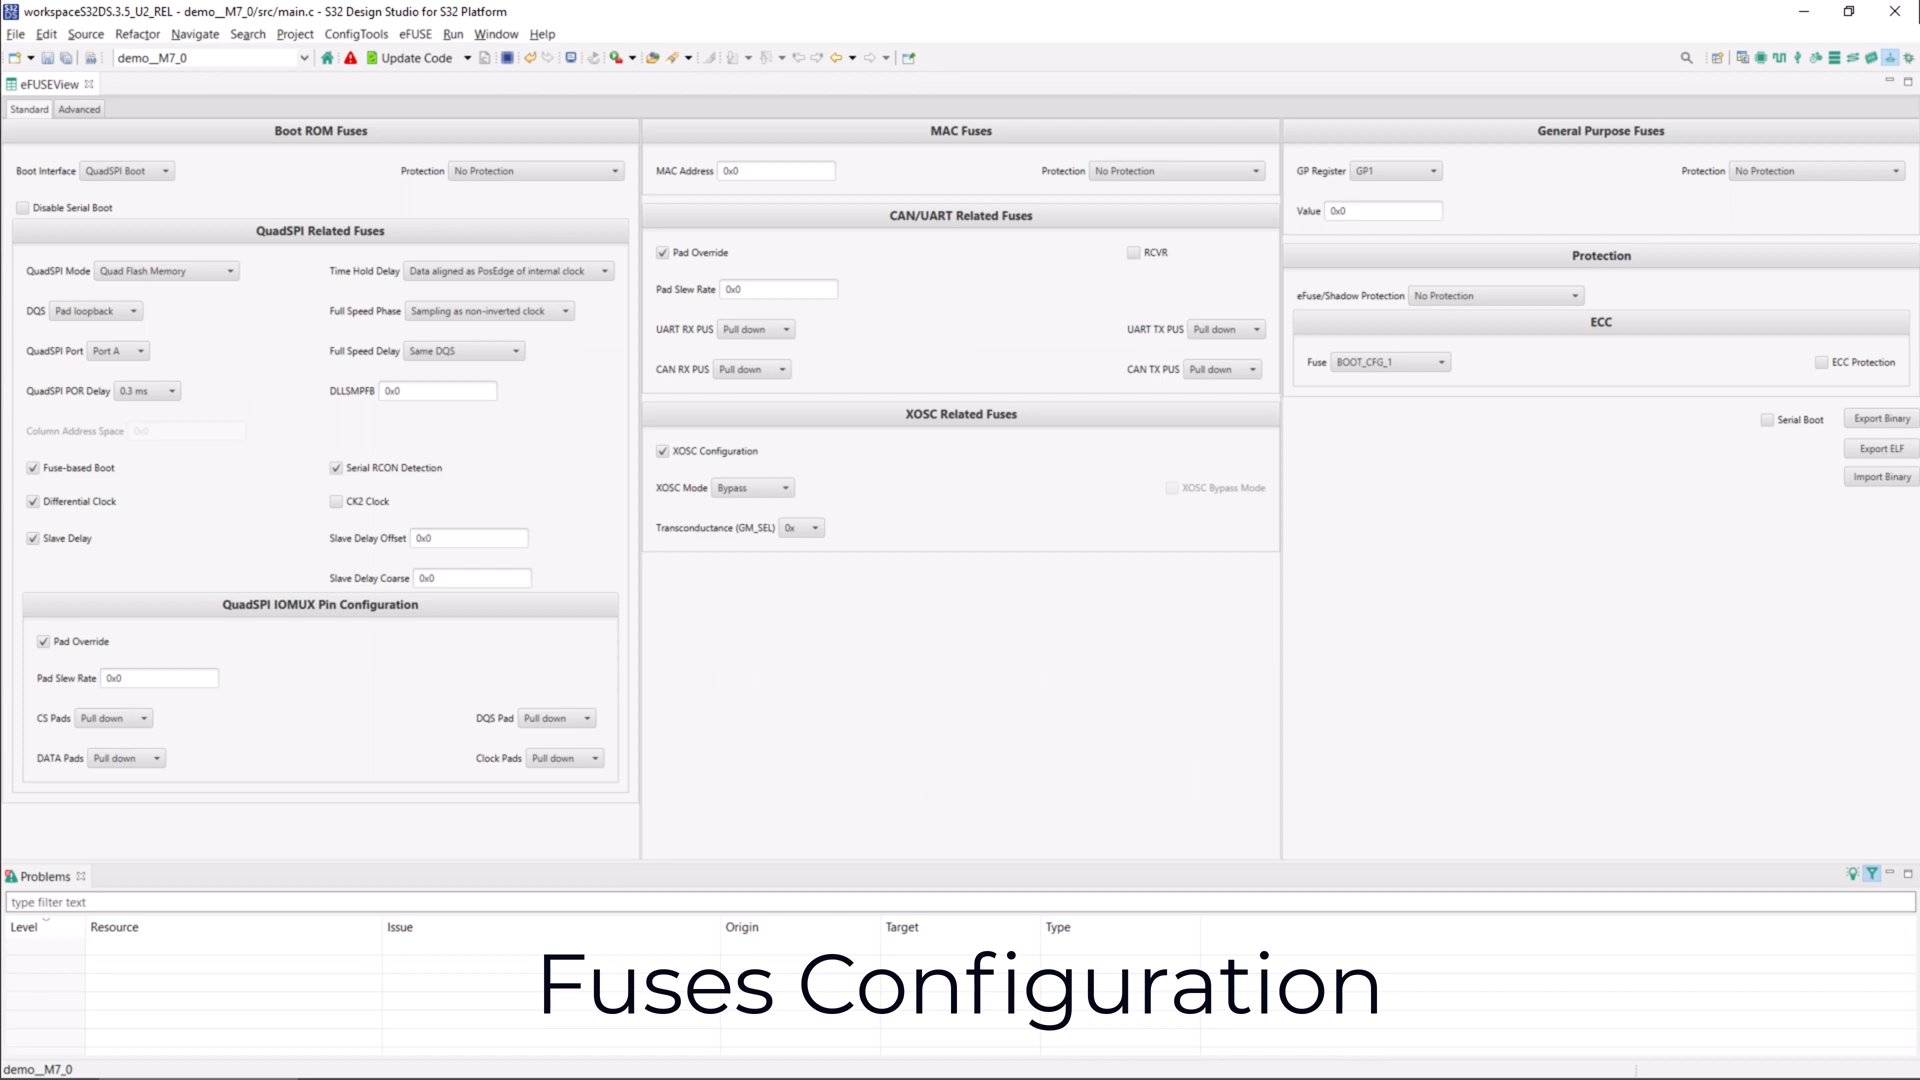 workspaceS32DS.3.5_U2_REL - demo__M7_0/src/main.c - S32 Design Studio for S32 Platform
File Edit Source Refactor Navigate Search Project ConfigTools eFUSE Run Window Help
demo__M7_0 Update Code
eFUSEView
Standard Advanced
Boot ROM Fuses
Boot Interface QuadSPI Boot Protection No Protection
Disable Serial Boot
QuadSPI Related Fuses
QuadSPI Mode Quad Flash Memory Time Hold Delay Data aligned as PosEdge of internal clock
DQS Pad loopback Full Speed Phase Sampling as non-inverted clock
QuadSPI Port Port A Full Speed Delay Same DQS
QuadSPI POR Delay 0.3 ms DLLSMPFB 0x0
Column Address Space 0x0
Fuse-based Boot Serial RCON Detection
Differential Clock CK2 Clock
Slave Delay Slave Delay Offset 0x0
Slave Delay Coarse 0x0
QuadSPI IOMUX Pin Configuration
Pad Override
Pad Slew Rate 0x0
CS Pads Pull down DQS Pad Pull down
DATA Pads Pull down Clock Pads Pull down
MAC Fuses
MAC Address 0x0 Protection No Protection
CAN/UART Related Fuses
Pad Override RCVR
Pad Slew Rate 0x0
UART RX PUS Pull down UART TX PUS Pull down
CAN RX PUS Pull down CAN TX PUS Pull down
XOSC Related Fuses
XOSC Configuration
XOSC Mode Bypass XOSC Bypass Mode
Transconductance (GM_SEL) 0x
General Purpose Fuses
GP Register GP1 Protection No Protection
Value 0x0
Protection
eFuse/Shadow Protection No Protection
ECC
Fuse BOOT_CFG_1 ECC Protection
Serial Boot Export Binary
Export ELF
Import Binary
Problems
type filter text
Level Resource Issue Origin Target Type
Fuses Configuration
demo__M7_0